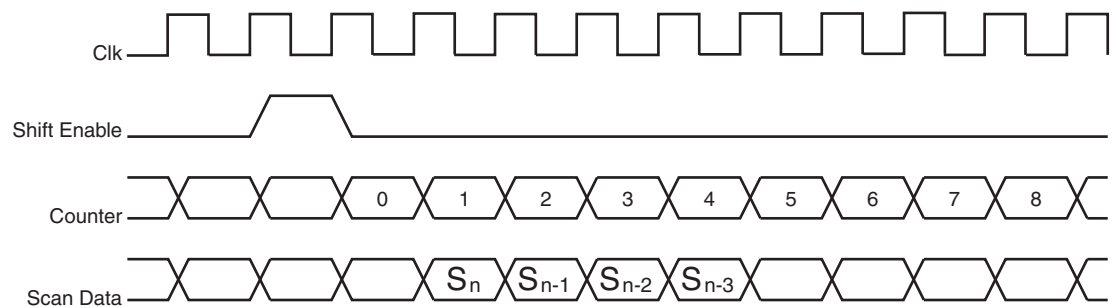 Clk
Shift Enable
Counter 0 1 2 3 4 5 6 7 8
Scan Data Sn Sn-1 Sn-2 Sn-3